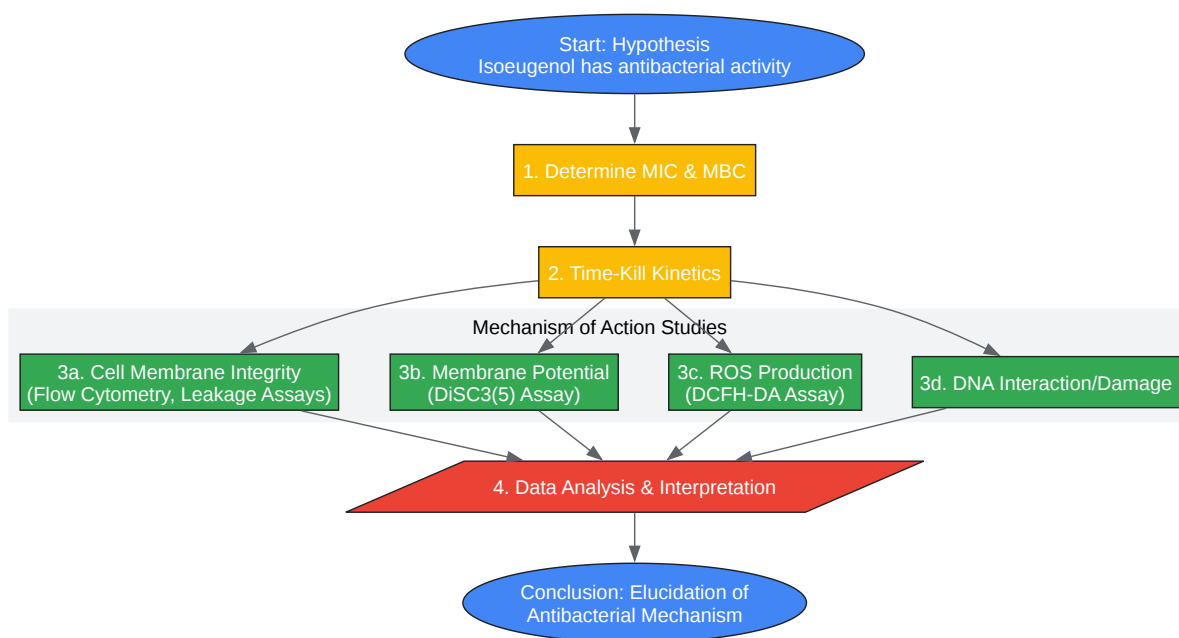 Start: Hypothesis
Isoeugenol has antibacterial activity
1. Determine MIC & MBC
2. Time-Kill Kinetics
Mechanism of Action Studies
3a. Cell Membrane Integrity
(Flow Cytometry, Leakage Assays)
3b. Membrane Potential
(DiSC3(5) Assay)
3c. ROS Production
(DCFH-DA Assay)
3d. DNA Interaction/Damage
4. Data Analysis & Interpretation
Conclusion: Elucidation of
Antibacterial Mechanism